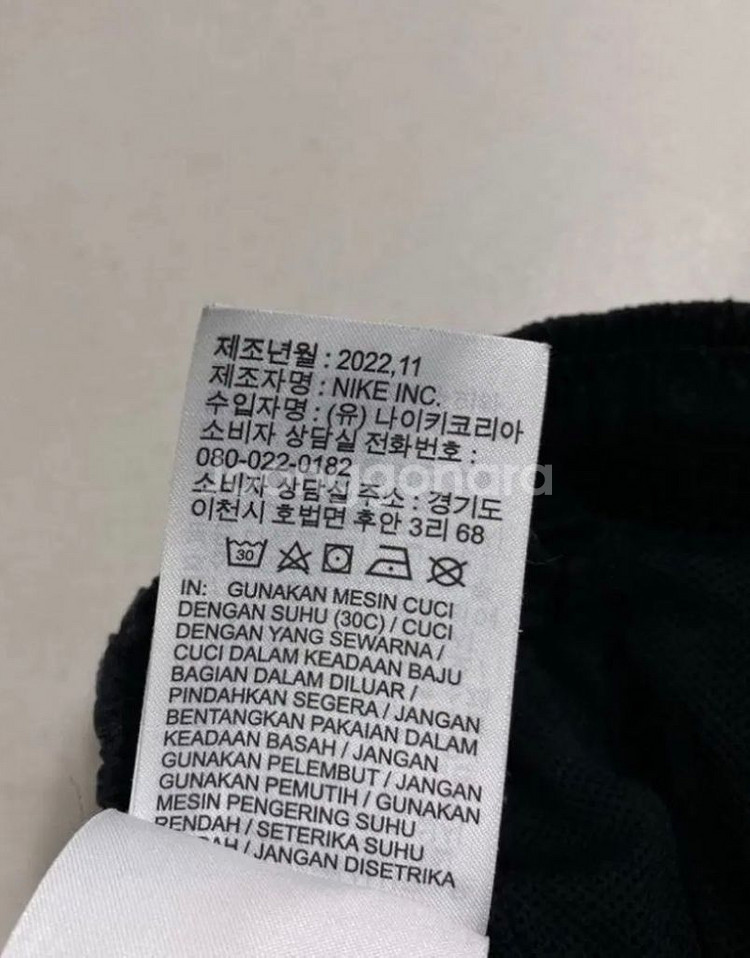 제조년월 : 2022,11
제조자명 : NIKE INC.
수입자명 : (유) 나이키코리아
소비자 상담실 전화번호 :
080-022-0182
소비자 상담실 주소 : 경기도
이천시 호법면 후안 3리 68
30
IN: GUNAKAN MESIN CUCI
DENGAN SUHU (30C) / CUCI
DENGAN YANG SEWARNA /
CUCI DALAM KEADAAN BAJU
BAGIAN DALAM DILUAR /
PINDAHKAN SEGERA / JANGAN
BENTANGKAN PAKAIAN DALAM
KEADAAN BASAH / JANGAN
GUNAKAN PELEMBUT / JANGAN
GUNAKAN PEMUTIH / GUNAKAN
MESIN PENGERING SUHU
RENDAH / SETERIKA SUHU
/ JANGAN DISETRIKA